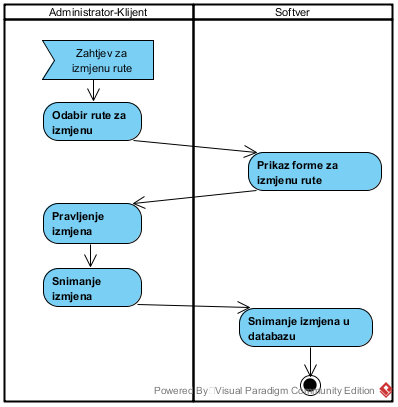 Administrator-Klijent
Softver
Zahtjev za
izmjenu rute
Odabir rute za
izmjenu
Prikaz forme za
izmjenu rute
Pravljenje
izmjena
Snimanje
izmjena
Snimanje izmjena u
databazu
Powered By Visual Paradigm Community Edition